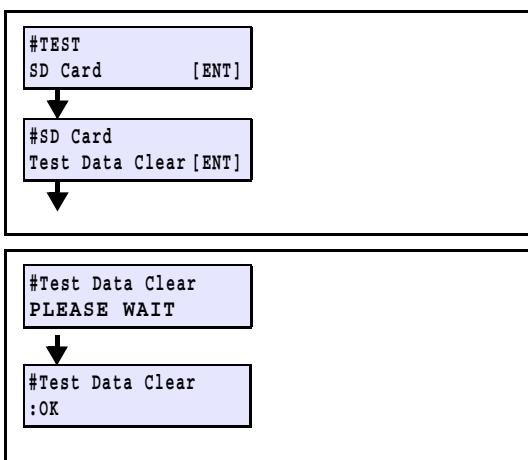 #TEST
SD Card [ENT]
#SD Card
Test Data Clear [ENT]
#Test Data Clear
PLEASE WAIT
#Test Data Clear
:OK